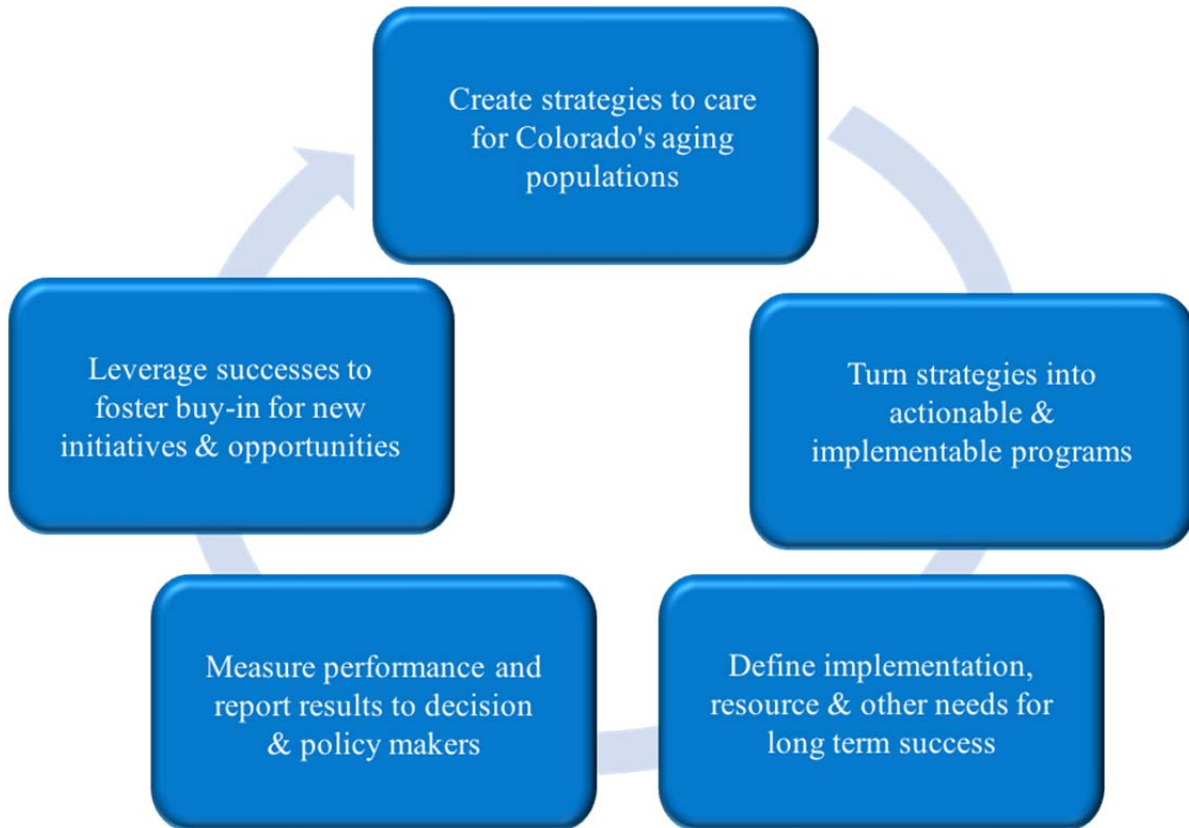 Create strategies to care
for Colorado's aging
populations
Turn strategies into
actionable &
implementable programs
Define implementation,
resource & other needs for
long term success
Measure performance and
report results to decision
& policy makers
Leverage successes to
foster buy-in for new
initiatives & opportunities